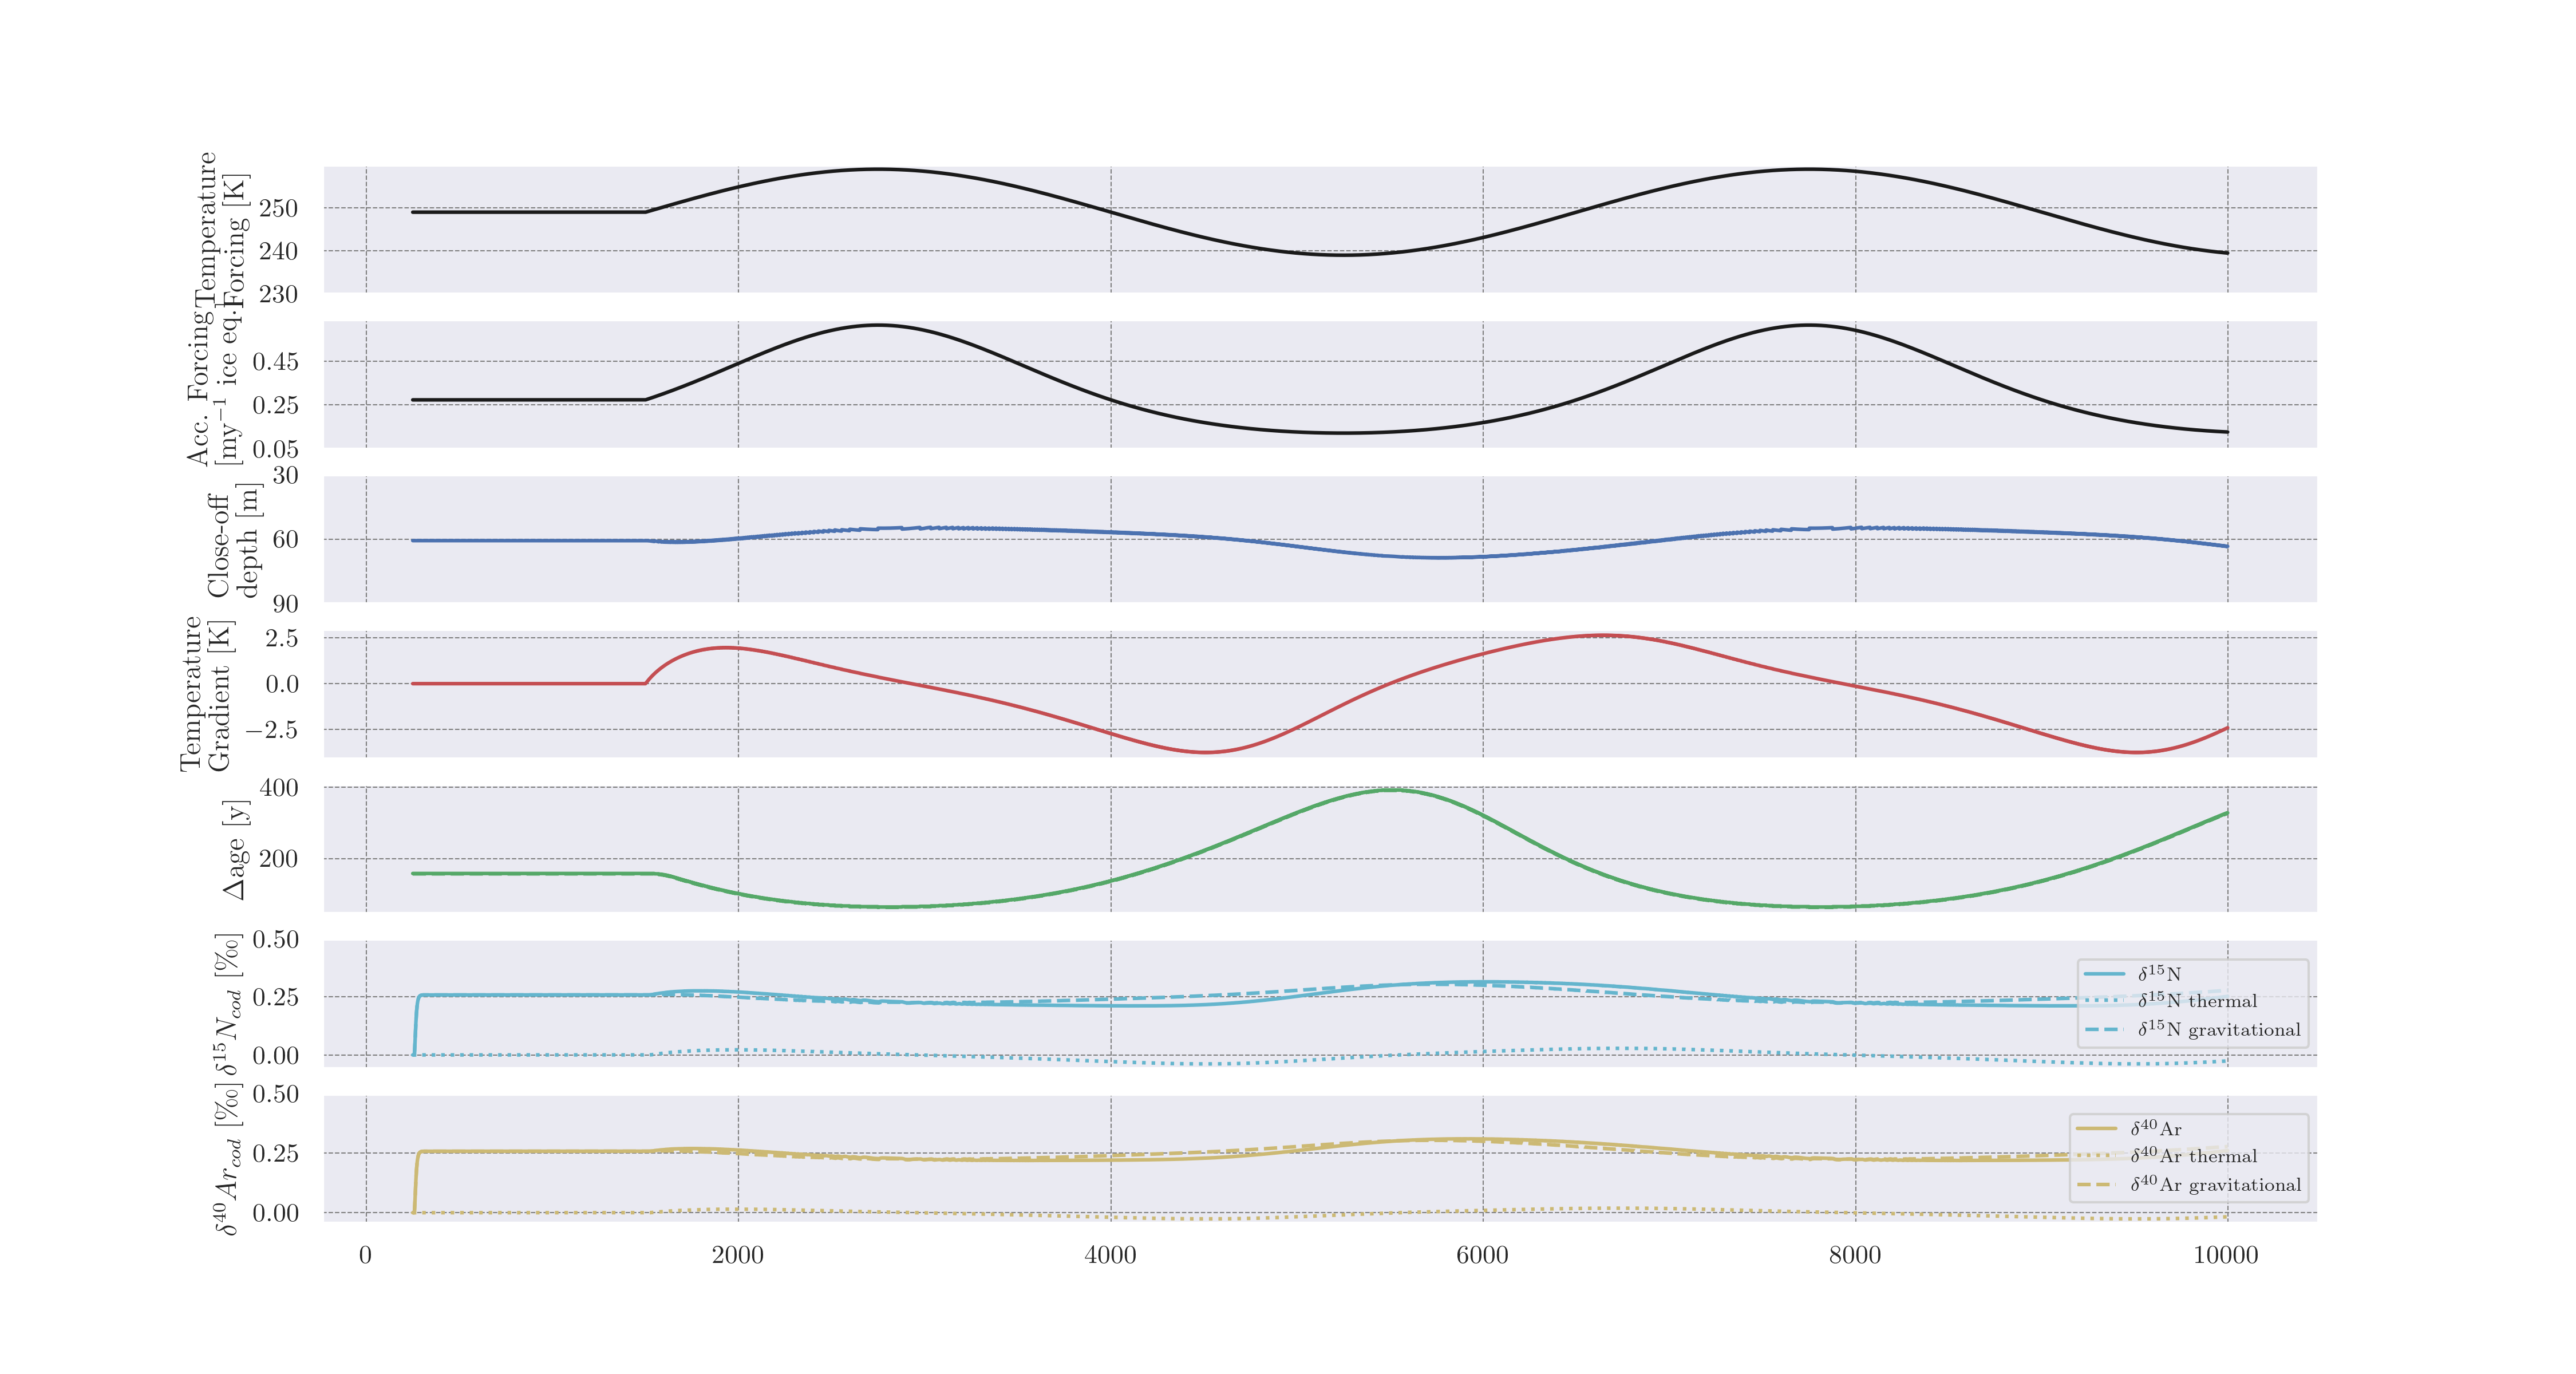 Temperature
Forcing [K]
250
240
230
Acc. Forcing
[my⁻¹ ice eq.]
0.45
0.25
0.05
Close-off
depth [m]
30
60
90
Temperature
Gradient [K]
2.5
0.0
−2.5
Δage [y]
400
200
δ¹⁵N_cod [‰]
0.50
0.25
0.00
δ¹⁵N
δ¹⁵N thermal
δ¹⁵N gravitational
δ⁴⁰Ar_cod [‰]
0.50
0.25
0.00
δ⁴⁰Ar
δ⁴⁰Ar thermal
δ⁴⁰Ar gravitational
0 2000 4000 6000 8000 10000